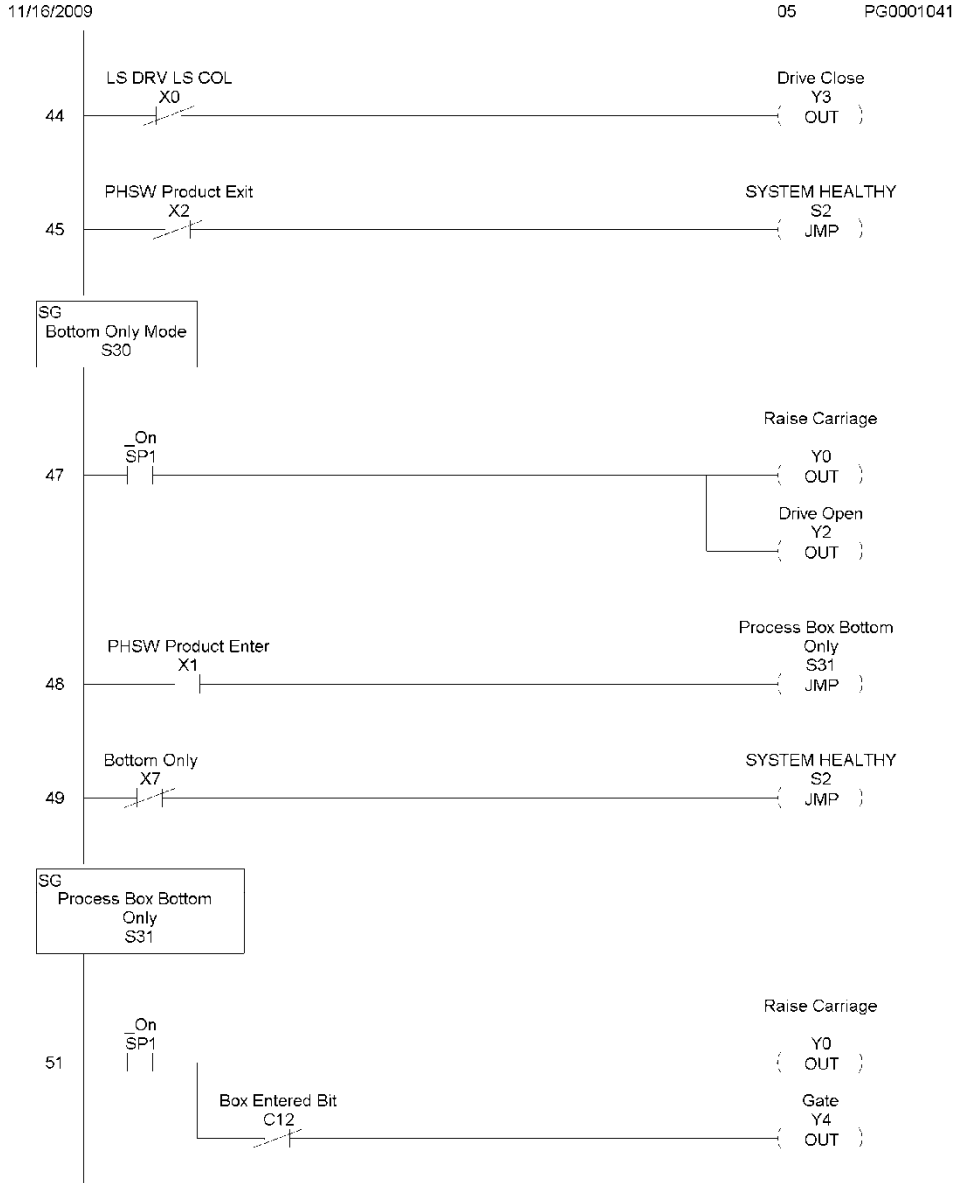 11/16/2009 05 PG0001041
LS DRV LS COL Drive Close
X0 Y3
44 OUT
PHSW Product Exit SYSTEM HEALTHY
X2 S2
45 JMP
SG
Bottom Only Mode
S30
Raise Carriage
_On
SP1 Y0
47 OUT
Drive Open
Y2
OUT
Process Box Bottom
PHSW Product Enter Only
X1 S31
48 JMP
Bottom Only SYSTEM HEALTHY
X7 S2
49 JMP
SG
Process Box Bottom
Only
S31
Raise Carriage
_On
SP1 Y0
51 OUT
Box Entered Bit Gate
C12 Y4
OUT